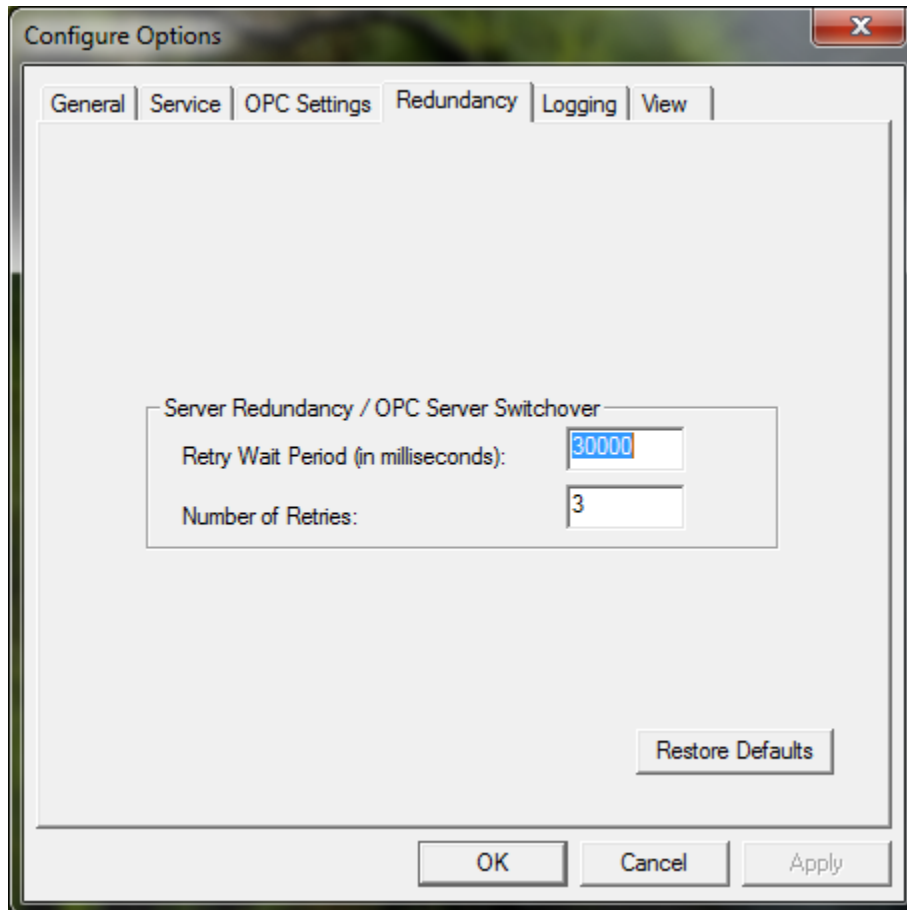 Configure Options
General Service OPC Settings Redundancy Logging View
Server Redundancy / OPC Server Switchover
Retry Wait Period (in milliseconds): 30000
Number of Retries: 3
Restore Defaults
OK Cancel Apply